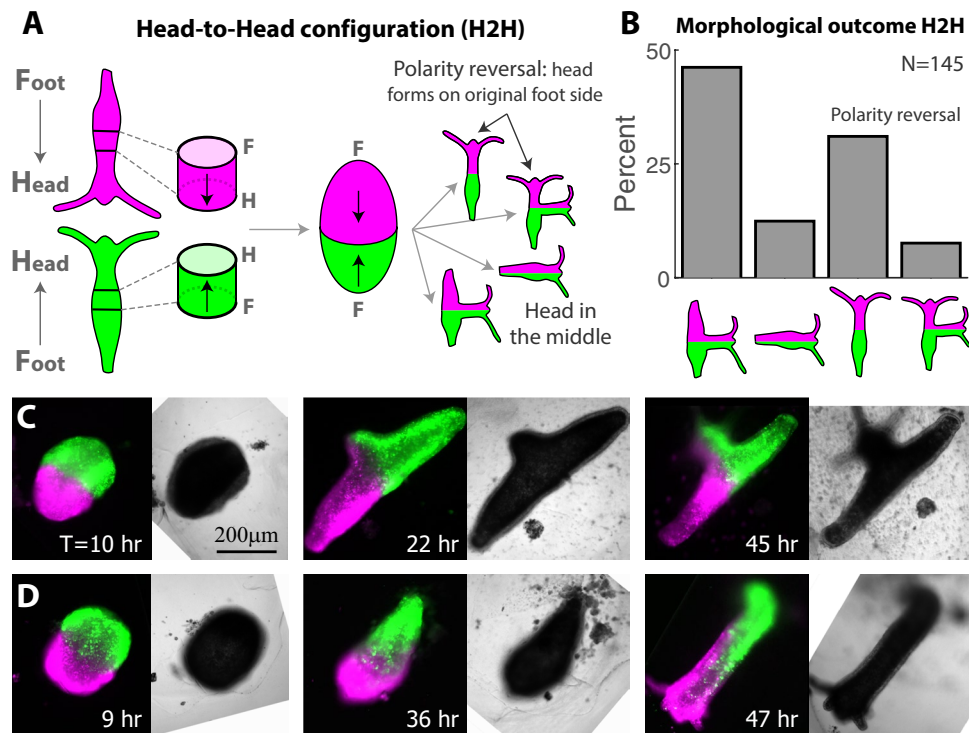 A
Head-to-Head configuration (H2H)
Foot
Head
F
H
Head
Foot
H
F
F
F
Polarity reversal: head
forms on original foot side
Head in
the middle
B
Morphological outcome H2H
50
25
0
Percent
N=145
Polarity reversal
C
T=10 hr
200μm
22 hr
45 hr
D
9 hr
36 hr
47 hr